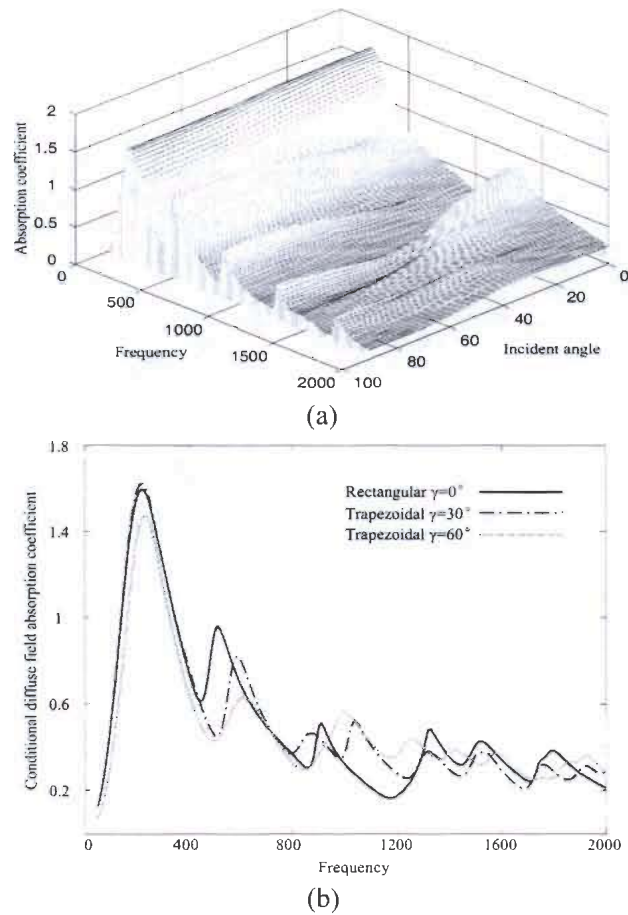 2
1.5
1
0.5
0
Absorption coefficient
0
500
1000
1500
2000
Frequency
0
20
40
60
80
100
Incident angle
(a)
1.8
1.4
1
0.6
0.2
Conditional diffuse field absorption coefficient
Rectangular γ=0°
Trapezoidal γ=30°
Trapezoidal γ=60°
0 400 800 1200 1600 2000
Frequency
(b)